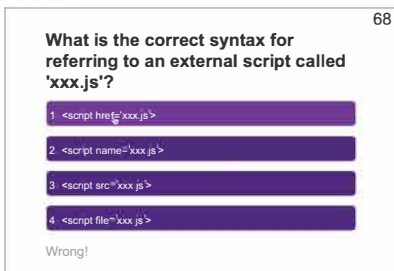 68
What is the correct syntax for
referring to an external script called
'xxx.js'?
1 <script href='xxx.js'>
2 <script name='xxx.js'>
3 <script src='xxx.js'>
4 <script file='xxx.js'>
Wrong!